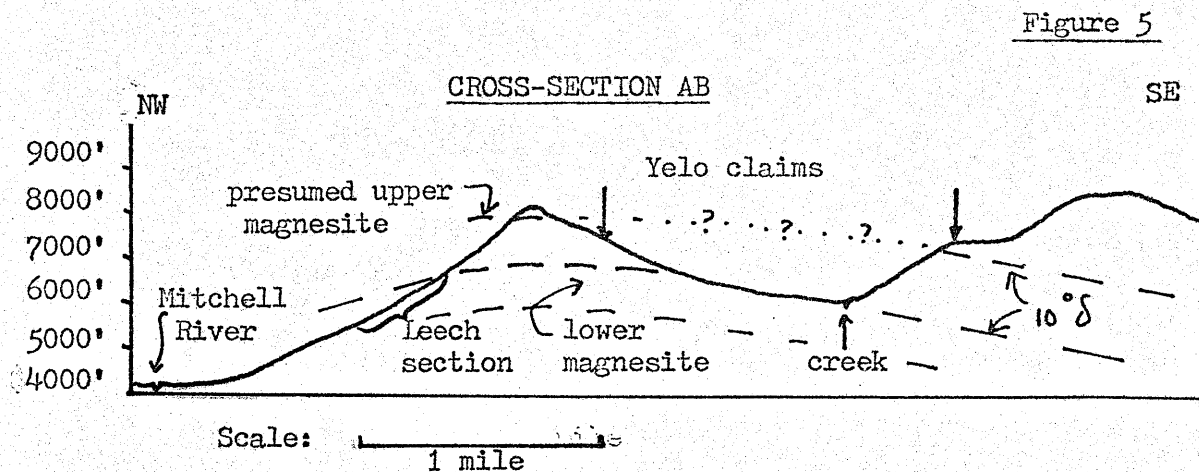 Figure 5
CROSS-SECTION AB
NW
SE
9000'
8000'
7000'
6000'
5000'
4000'
Yelo claims
presumed upper
magnesite
. . ? . . . ? . . ? . . .
Mitchell
River
Leech
section
lower
magnesite
creek
10°δ
Scale:
1 mile